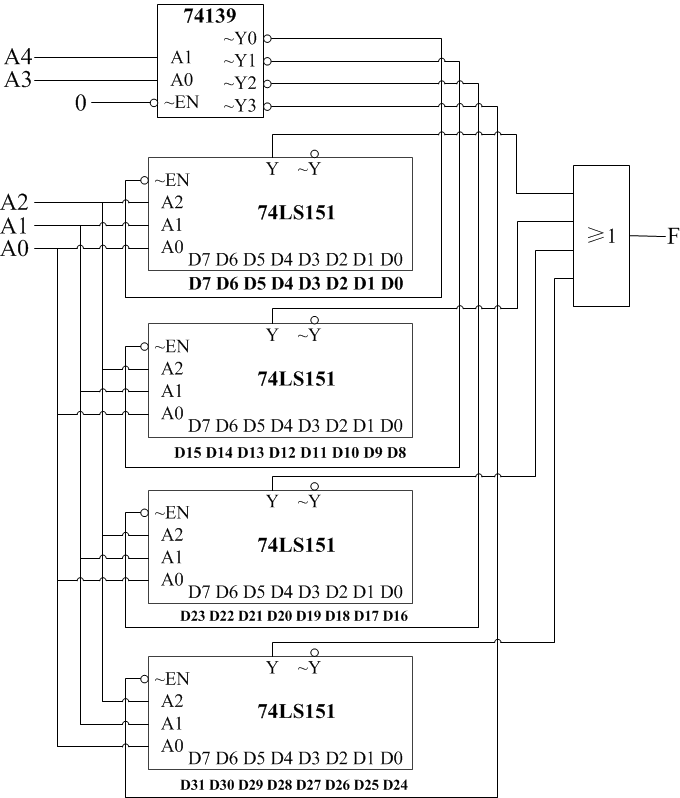 74139
A4 A1 ~Y0
~Y1
A3 A0 ~Y2
0 ~EN ~Y3
Y ~Y
~EN
A2 A2 74LS151
A1 A1
A0 A0
D7 D6 D5 D4 D3 D2 D1 D0
D7 D6 D5 D4 D3 D2 D1 D0
≥1 F
Y ~Y
~EN
A2 74LS151
A1
A0
D7 D6 D5 D4 D3 D2 D1 D0
D15 D14 D13 D12 D11 D10 D9 D8
Y ~Y
~EN
A2 74LS151
A1
A0
D7 D6 D5 D4 D3 D2 D1 D0
D23 D22 D21 D20 D19 D18 D17 D16
Y ~Y
~EN
A2 74LS151
A1
A0
D7 D6 D5 D4 D3 D2 D1 D0
D31 D30 D29 D28 D27 D26 D25 D24